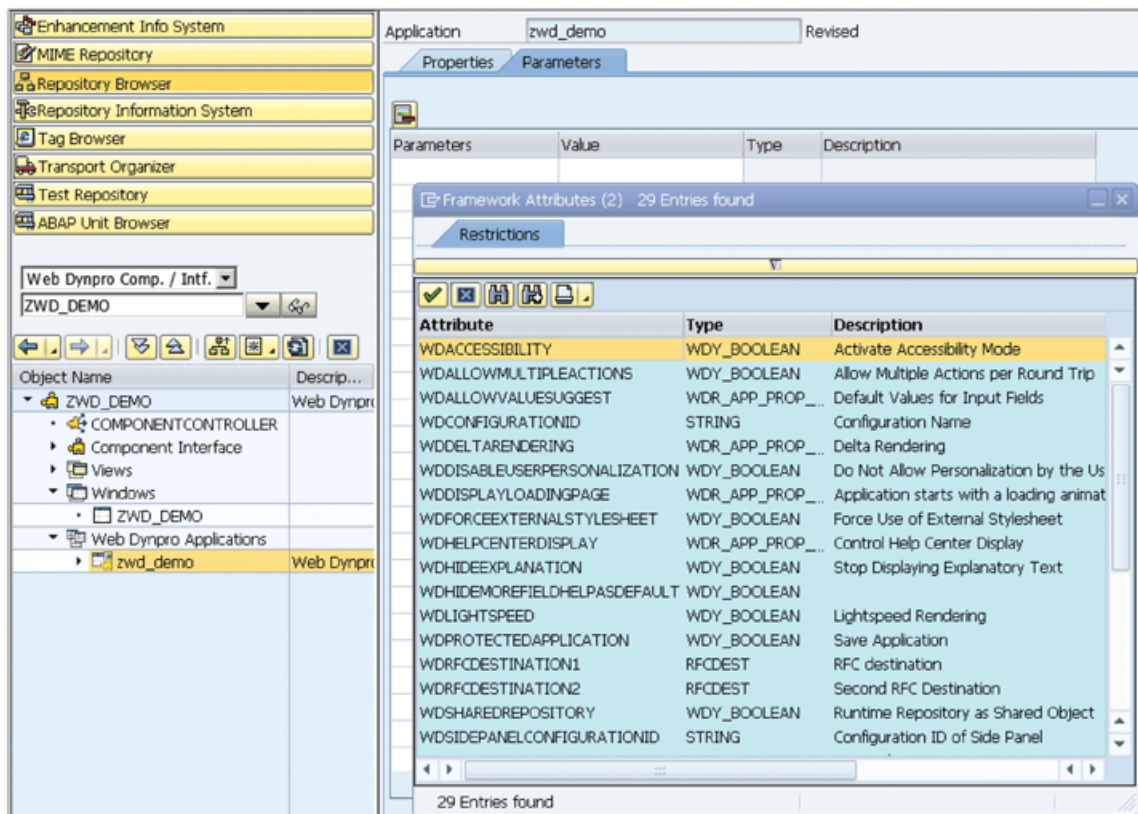 Enhancement Info System
MIME Repository
Repository Browser
Repository Information System
Tag Browser
Transport Organizer
Test Repository
ABAP Unit Browser
Web Dynpro Comp. / Intf.
ZWD_DEMO
Object Name Descrip...
ZWD_DEMO Web Dynpr
COMPONENTCONTROLLER
Component Interface
Views
Windows
ZWD_DEMO
Web Dynpro Applications
zwd_demo Web Dynpr
Application zwd_demo Revised
Properties Parameters
Parameters Value Type Description
Framework Attributes (2) 29 Entries found
Restrictions
Attribute Type Description
WDACCESSIBILITY WDY_BOOLEAN Activate Accessibility Mode
WDALLOWMULTIPLEACTIONS WDY_BOOLEAN Allow Multiple Actions per Round Trip
WDALLOWVALUESUGGEST WDR_APP_PROP_... Default Values for Input Fields
WDCONFIGURATIONID STRING Configuration Name
WDDELTARENDERING WDR_APP_PROP_... Delta Rendering
WDDISABLEUSERPERSONALIZATION WDY_BOOLEAN Do Not Allow Personalization by the Us
WDDISPLAYLOADINGPAGE WDR_APP_PROP_... Application starts with a loading animat
WDFORCEEXTERNALSTYLESHEET WDY_BOOLEAN Force Use of External Stylesheet
WDHELPCENTERDISPLAY WDR_APP_PROP_... Control Help Center Display
WDHIDEEXPLANATION WDY_BOOLEAN Stop Displaying Explanatory Text
WDHIDEMOREFIELDHELPASDEFAULT WDY_BOOLEAN
WDLIGHTSPEED WDY_BOOLEAN Lightspeed Rendering
WDPROTECTEDAPPLICATION WDY_BOOLEAN Save Application
WDRFCDESTINATION1 RFCDEST RFC destination
WDRFCDESTINATION2 RFCDEST Second RFC Destination
WDSHAREDREPOSITORY WDY_BOOLEAN Runtime Repository as Shared Object
WDSIDEPANELCONFIGURATIONID STRING Configuration ID of Side Panel
29 Entries found